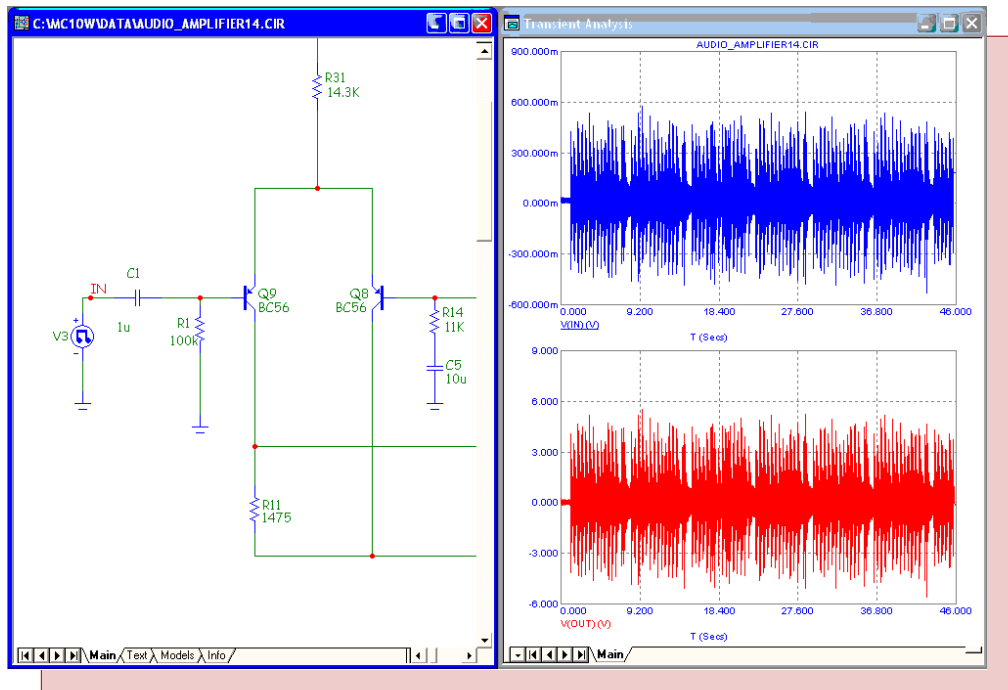 C:\MC10W\DATA\AUDIO_AMPLIFIER14.CIR
R31
14.3K
C1
IN
1u
V3
+
-
R1
100k
Q9
BC56
Q8
BC56
R14
11K
C5
10u
R11
1475
Main Text Models Info
Transient Analysis
AUDIO_AMPLIFIER14.CIR
900.000m
600.000m
300.000m
0.000m
-300.000m
-600.000m
0.000 9.200 18.400 27.600 36.800 46.000
V(IN) (V)
T (Secs)
9.000
6.000
3.000
0.000
-3.000
-6.000
0.000 9.200 18.400 27.600 36.800 46.000
V(OUT) (V)
T (Secs)
Main